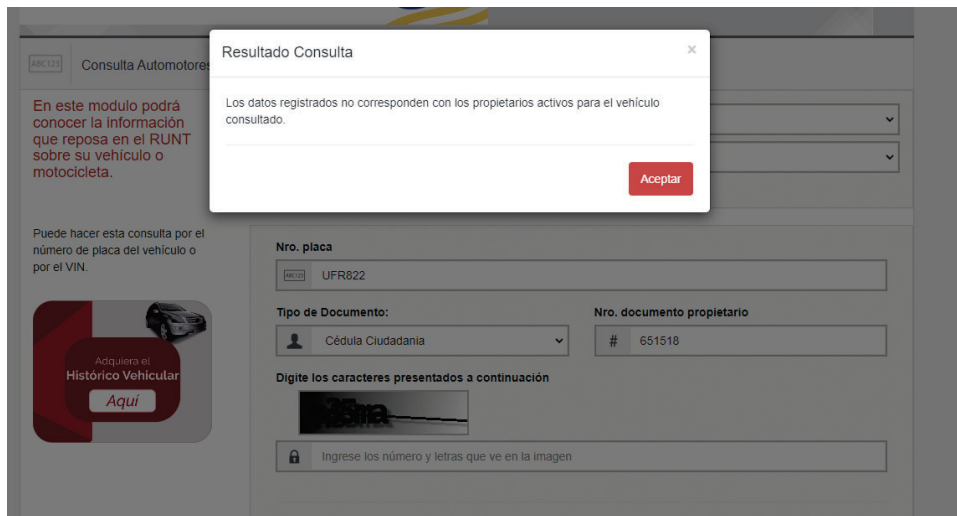 Resultado Consulta
×
Los datos registrados no corresponden con los propietarios activos para el vehículo
consultado.
Aceptar
ABC123
Consulta Automotores
En este modulo podrá
conocer la información
que reposa en el RUNT
sobre su vehículo o
motocicleta.
Puede hacer esta consulta por el
número de placa del vehículo o
por el VIN.
Adquiera el
Histórico Vehicular
Aquí
Nro. placa
ABC123
UFR822
Tipo de Documento:
Nro. documento propietario
Cédula Ciudadania
# 651518
Digite los caracteres presentados a continuación
Ingrese los número y letras que ve en la imagen